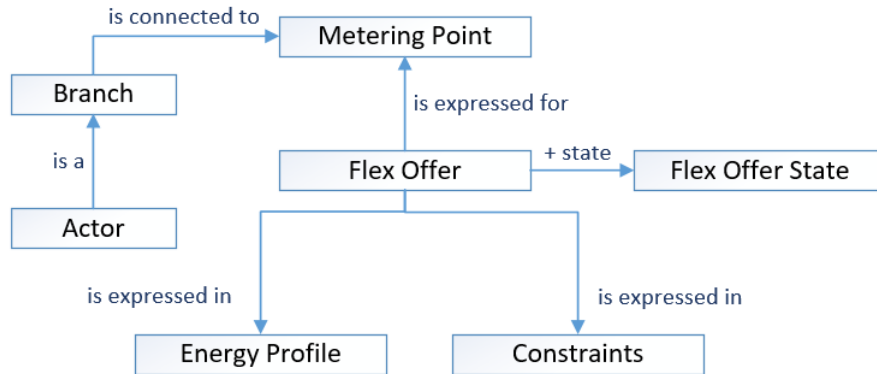 is connected to
Metering Point
Branch
is expressed for
is a
+ state
Flex Offer
Flex Offer State
Actor
is expressed in
is expressed in
Energy Profile
Constraints